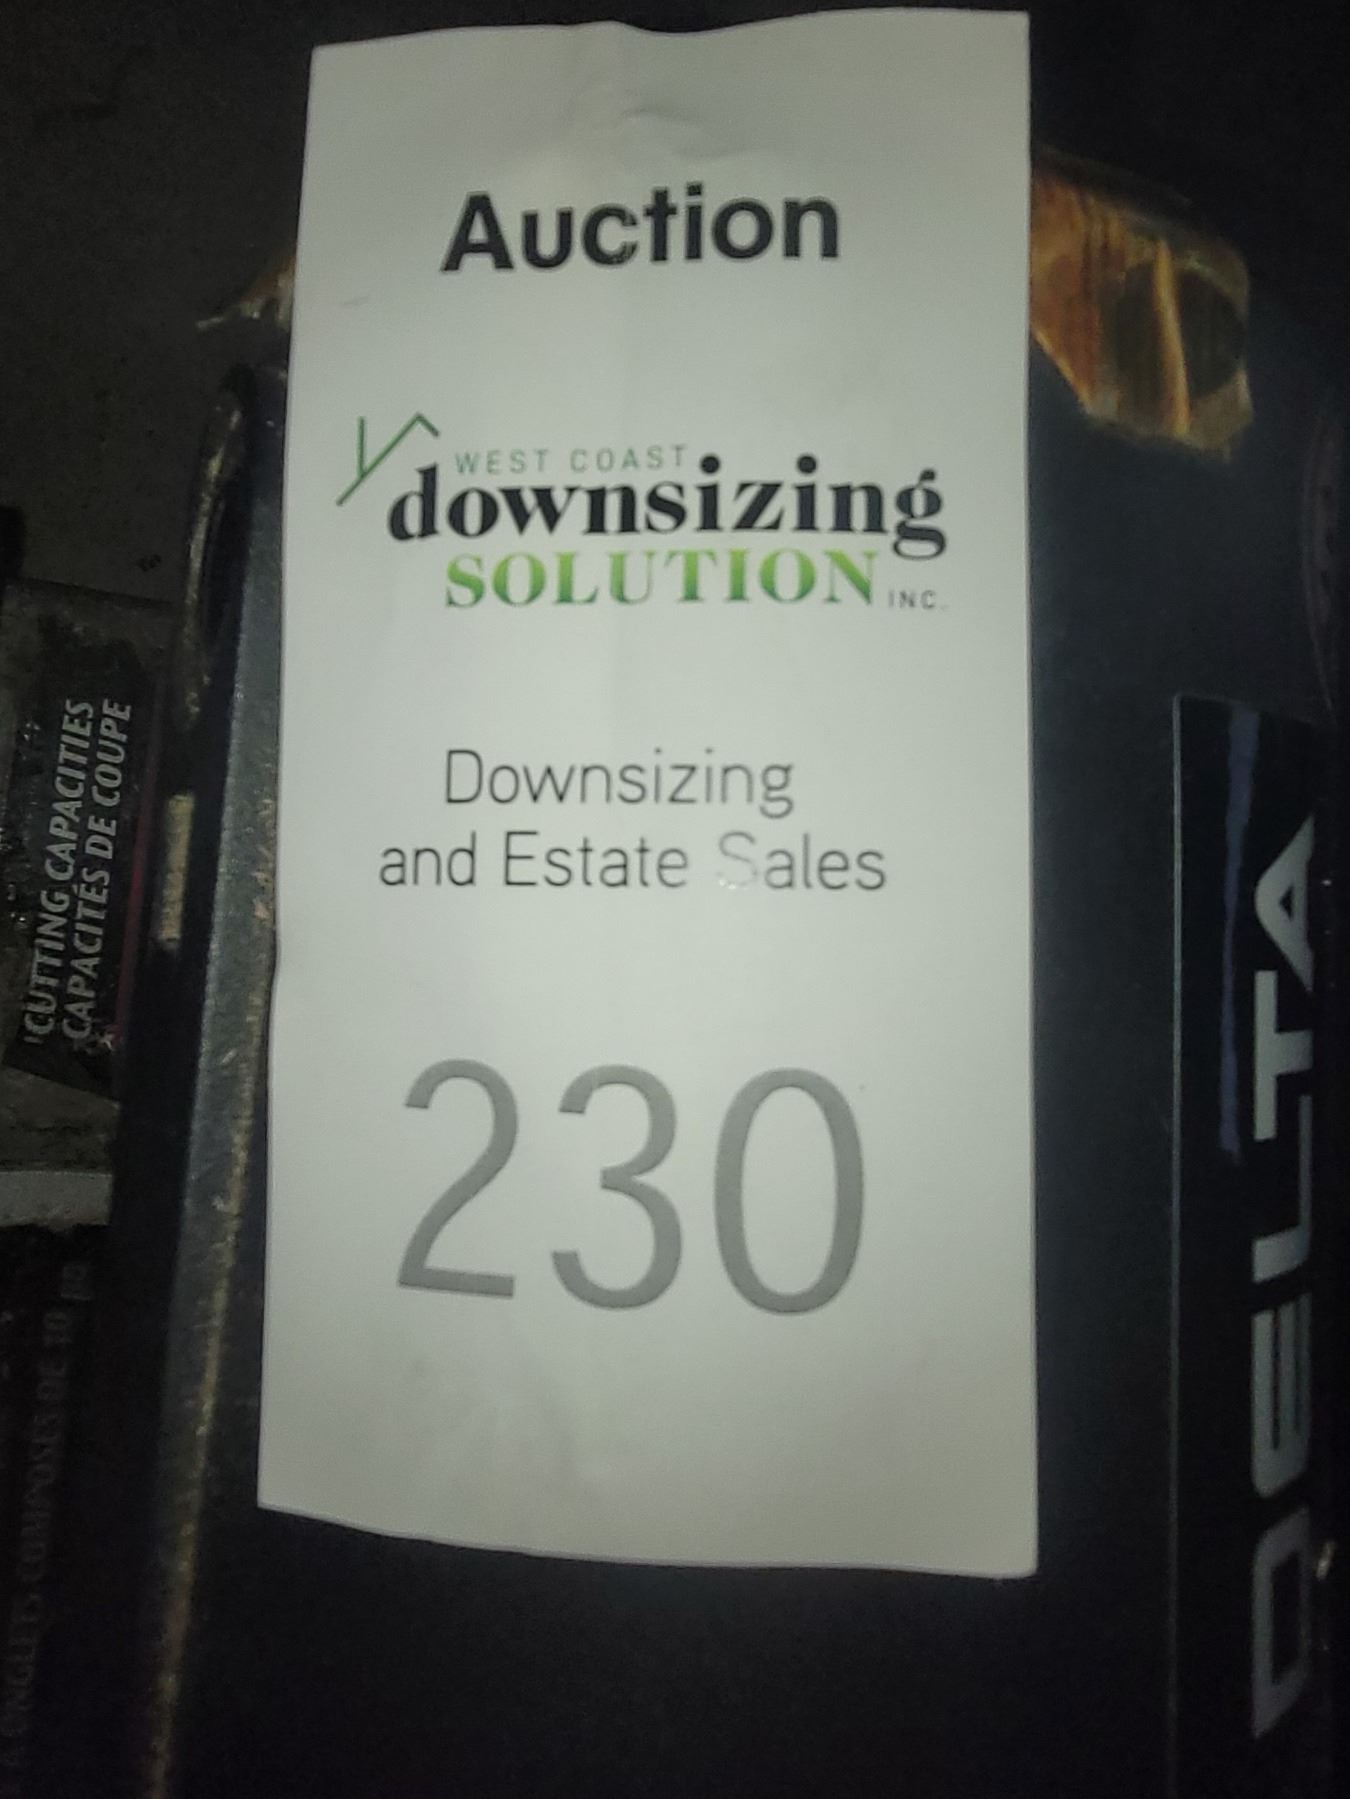 Auction
WEST COAST
downsizing
SOLUTION INC.
Downsizing
and Estate Sales
230
CUTTING CAPACITIES
CAPACITÉS DE COUPE
DELTA